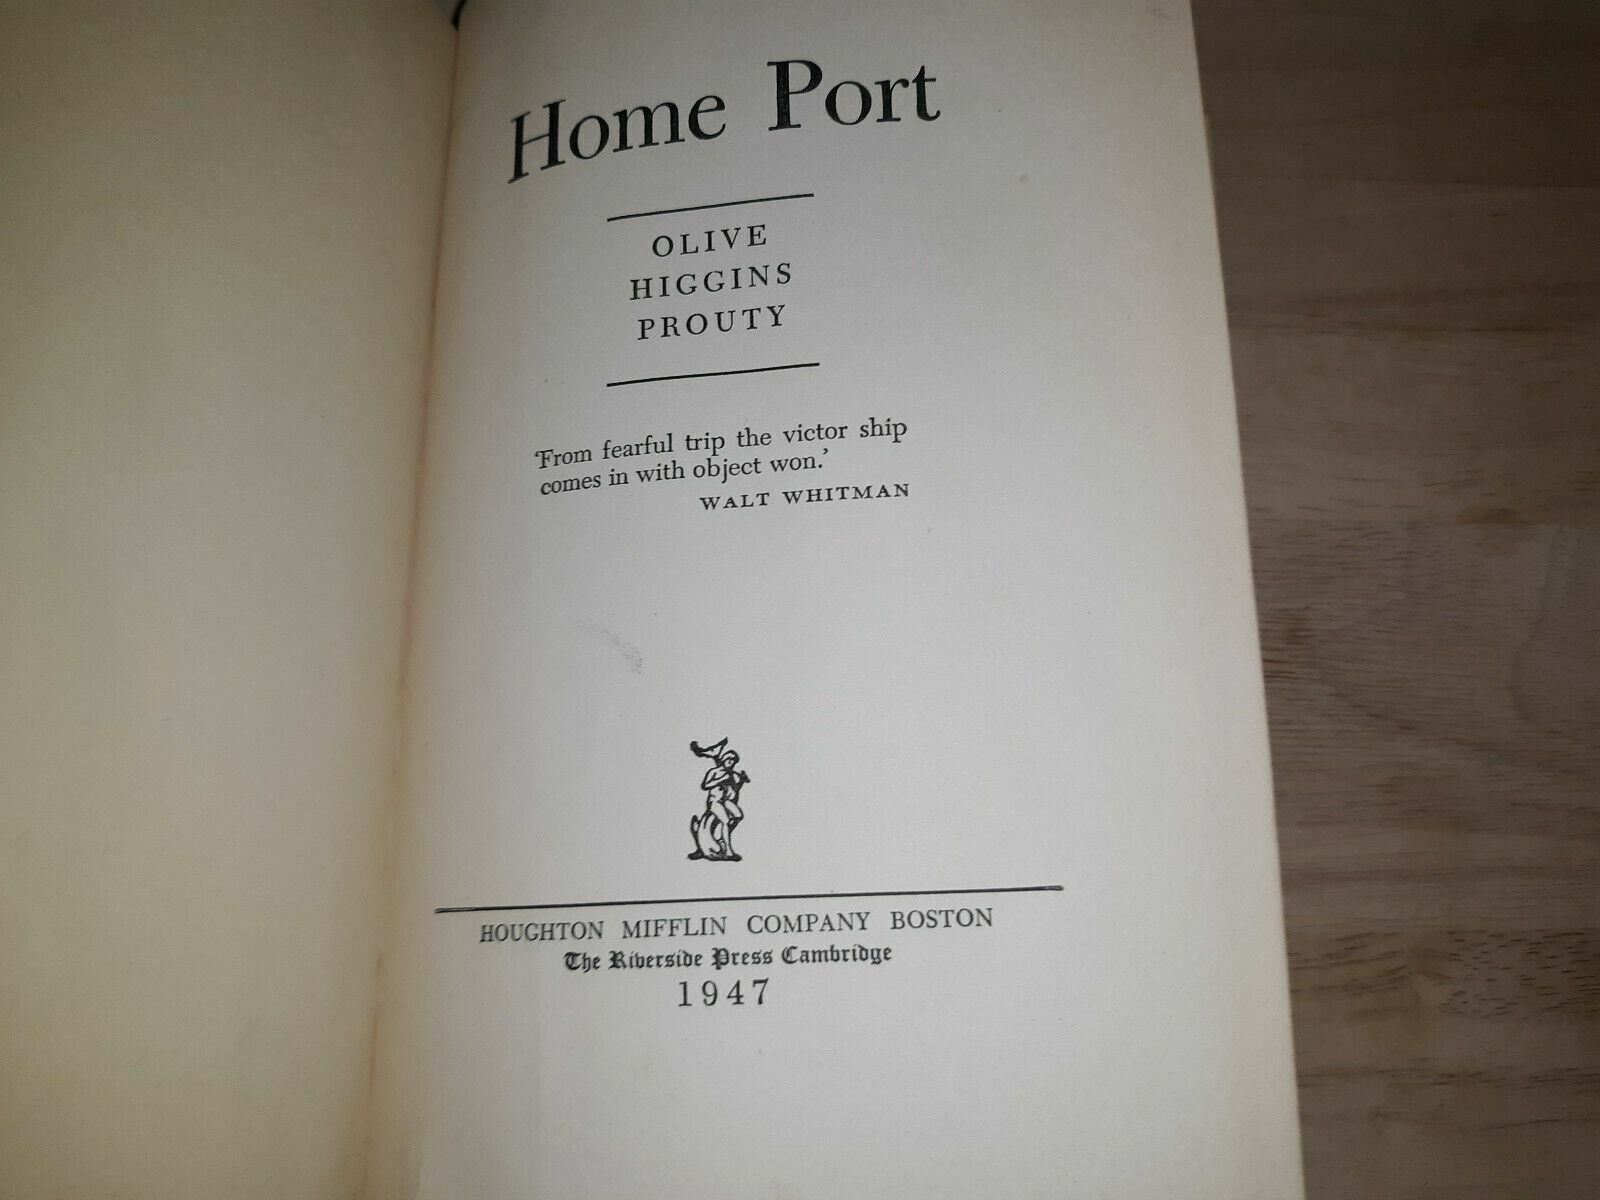 Home Port
OLIVE
HIGGINS
PROUTY
'From fearful trip the victor ship
comes in with object won.'
WALT WHITMAN
HOUGHTON MIFFLIN COMPANY BOSTON
The Riverside Press Cambridge
1947